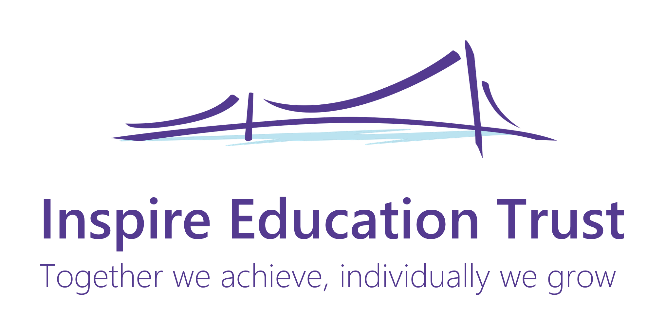 Inspire Education Trust
Together we achieve, individually we grow